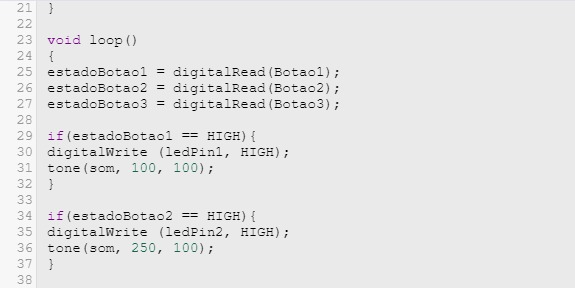 21 }
22
23 void loop()
24 {
25 estadoBotao1 = digitalRead(Botao1);
26 estadoBotao2 = digitalRead(Botao2);
27 estadoBotao3 = digitalRead(Botao3);
28
29 if(estadoBotao1 == HIGH){
30 digitalWrite (ledPin1, HIGH);
31 tone(som, 100, 100);
32 }
33
34 if(estadoBotao2 == HIGH){
35 digitalWrite (ledPin2, HIGH);
36 tone(som, 250, 100);
37 }
38